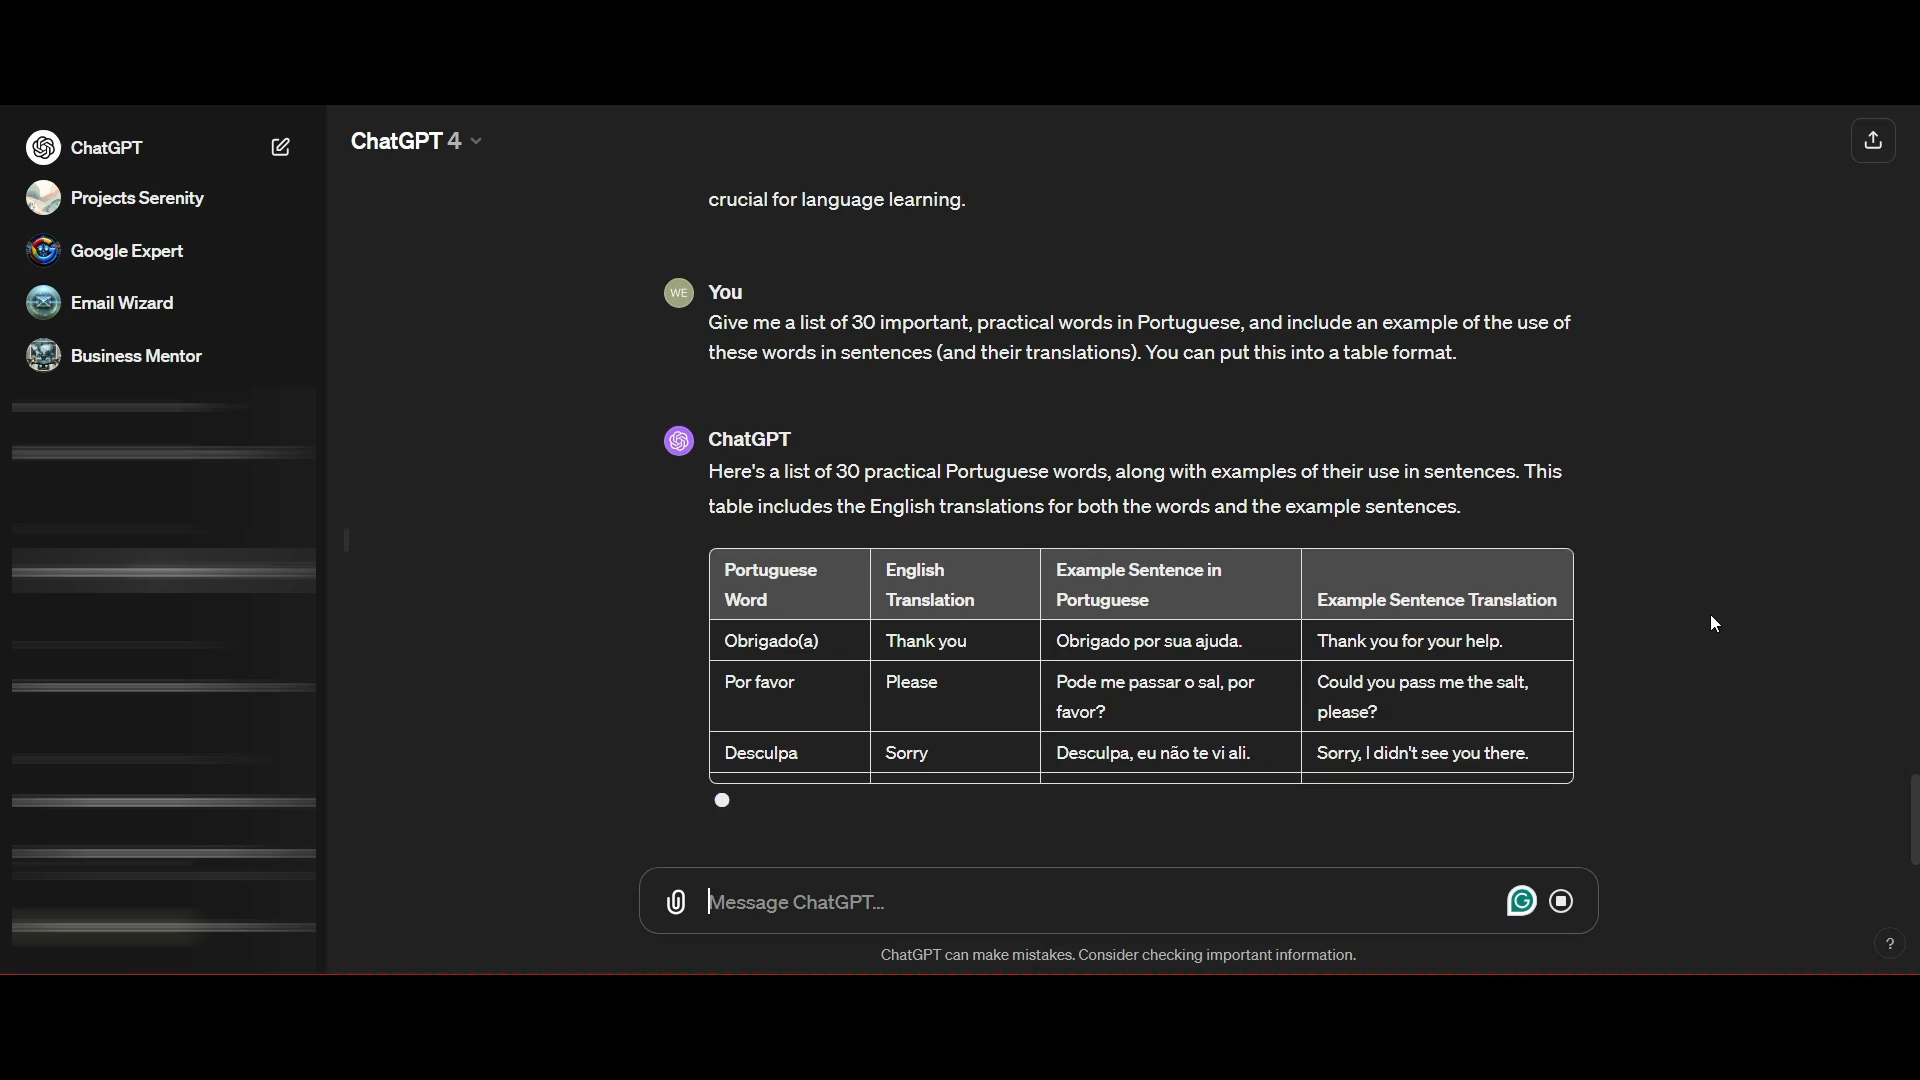 ChatGPT
Projects Serenity
Google Expert
Email Wizard
Business Mentor
ChatGPT 4
crucial for language learning.
WE
You
Give me a list of 30 important, practical words in Portuguese, and include an example of the use of
these words in sentences (and their translations). You can put this into a table format.
ChatGPT
Here's a list of 30 practical Portuguese words, along with examples of their use in sentences. This
table includes the English translations for both the words and the example sentences.
Portuguese Word English Translation Example Sentence in Portuguese Example Sentence Translation
Obrigado(a) Thank you Obrigado por sua ajuda. Thank you for your help.
Por favor Please Pode me passar o sal, por favor? Could you pass me the salt, please?
Desculpa Sorry Desculpa, eu não te vi ali. Sorry, I didn't see you there.
Message ChatGPT...
ChatGPT can make mistakes. Consider checking important information.
?